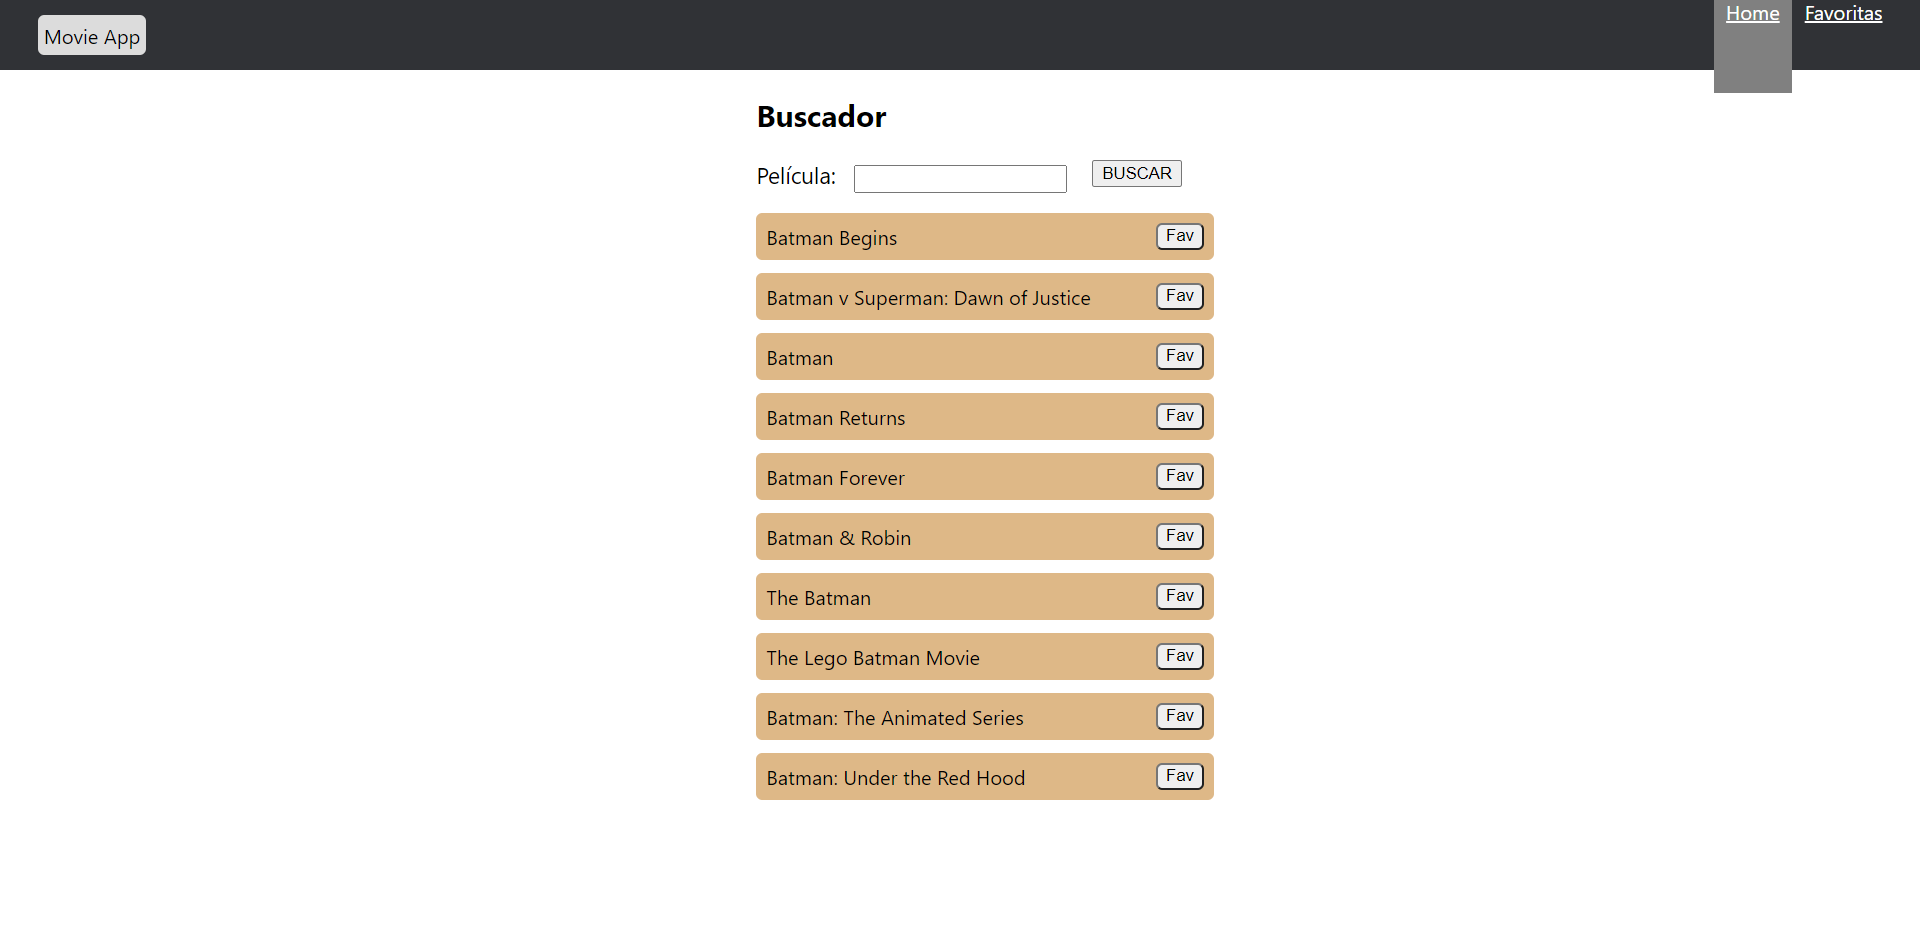 Movie App
Home Favoritas
Buscador
Película: BUSCAR
Batman Begins Fav
Batman v Superman: Dawn of Justice Fav
Batman Fav
Batman Returns Fav
Batman Forever Fav
Batman & Robin Fav
The Batman Fav
The Lego Batman Movie Fav
Batman: The Animated Series Fav
Batman: Under the Red Hood Fav